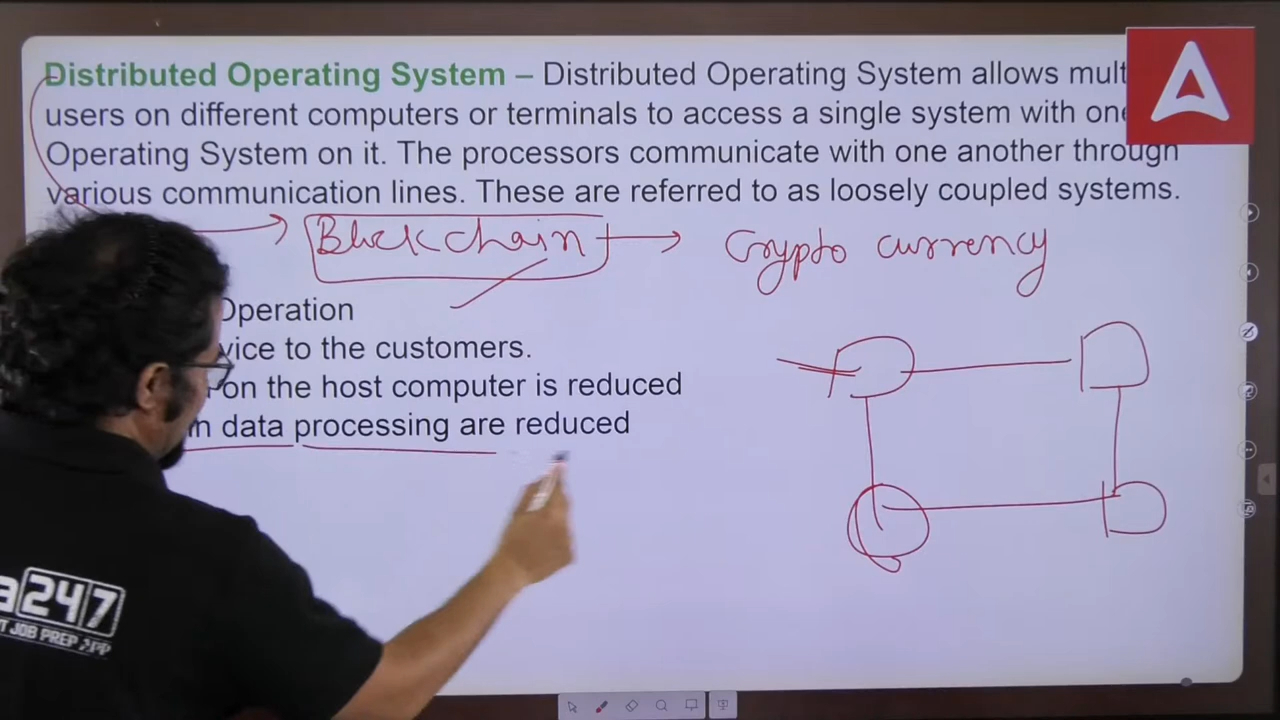 Distributed Operating System – Distributed Operating System allows
users on different computers or terminals to access a single system with one
Operating System on it. The processors communicate with one another through
various communication lines. These are referred to as loosely coupled systems.
Blockchain Crypto currency
Operation
to the customers.
on the host computer is reduced
data processing are reduced
247
JOB PREP APP